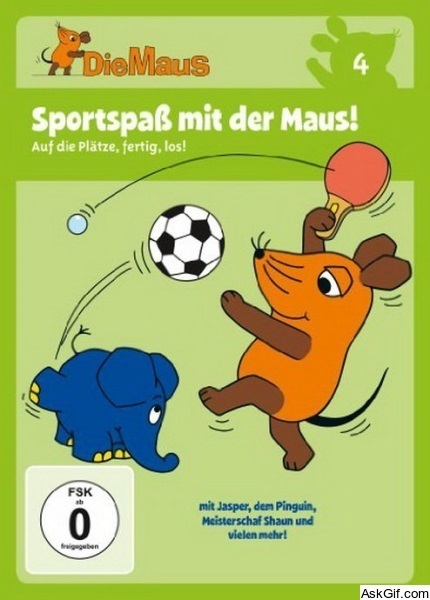 DieMaus
4
Sportspaß mit der Maus!
Auf die Plätze, fertig, los!
mit Jasper, dem Pinguin,
Meisterschaf Shaun und
vielen mehr!
FSK
ab
0
freigegeben
AskGif.com